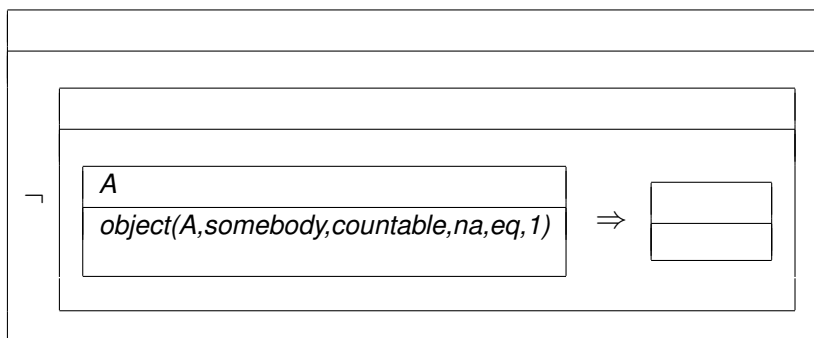 A
¬ object(A,somebody,countable,na,eq,1) ⇒